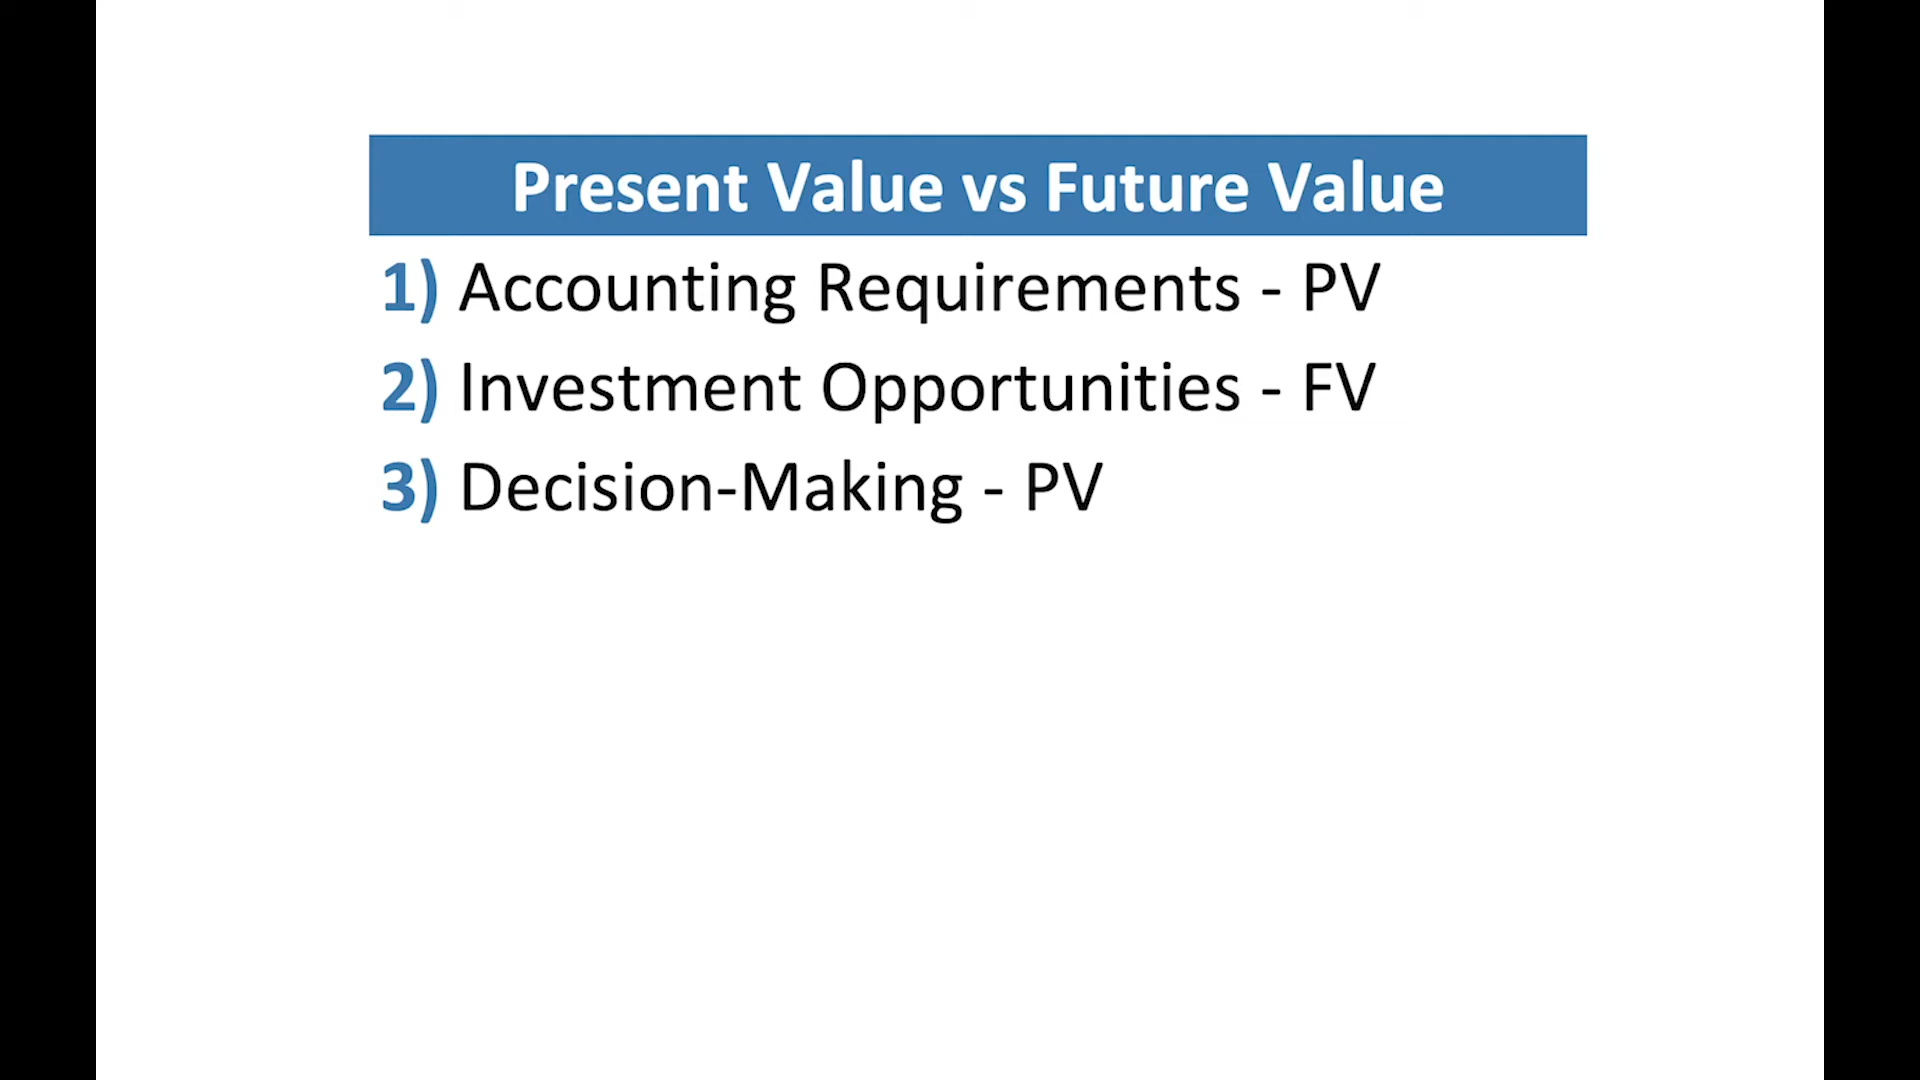 Present Value vs Future Value
1) Accounting Requirements - PV
2) Investment Opportunities - FV
3) Decision-Making - PV